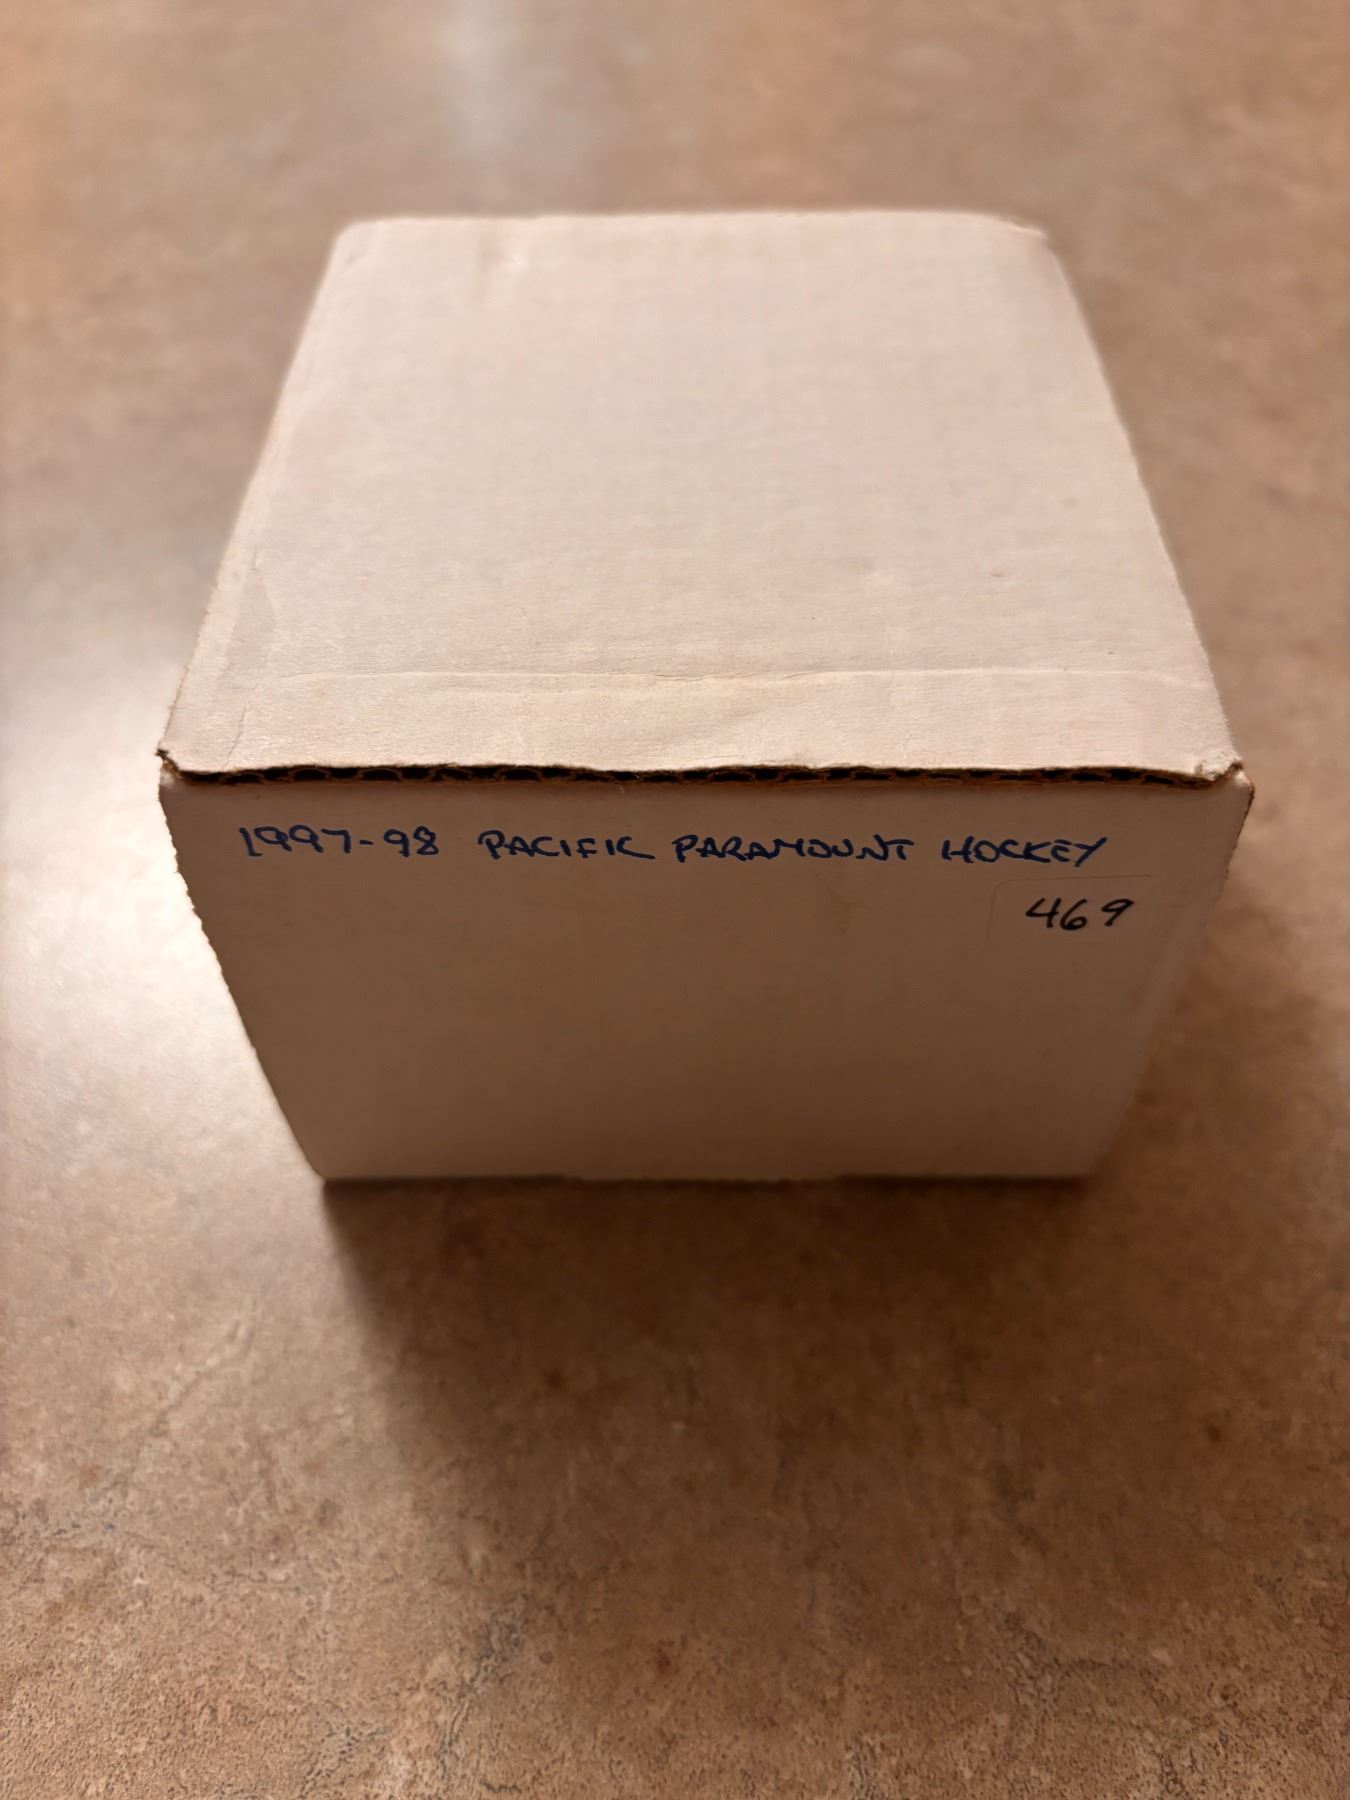 1997-98 PACIFIC PARAMOUNT HOCKEY
469